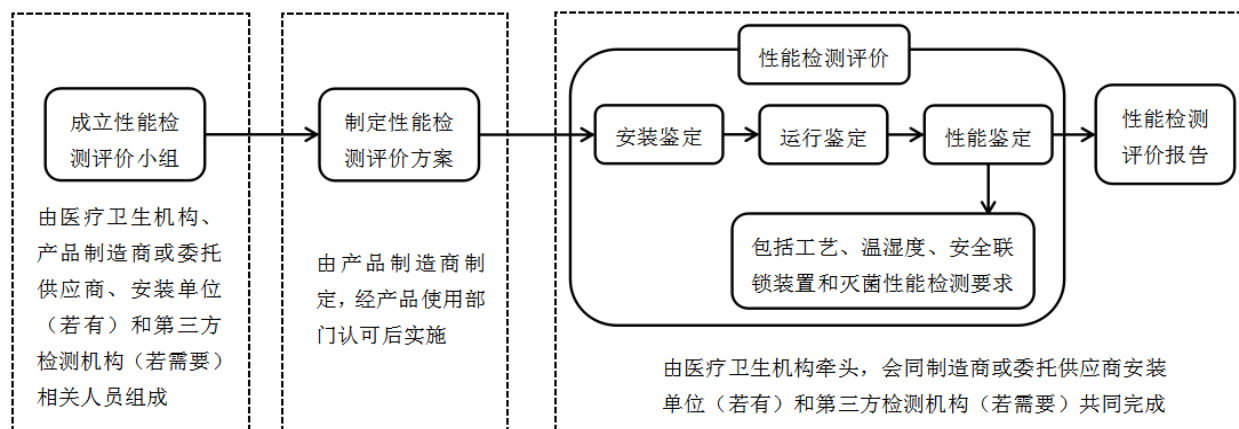 成立性能检
测评价小组
由医疗卫生机构、
产品制造商或委托
供应商、安装单位
（若有）和第三方
检测机构（若需要）
相关人员组成
制定性能检
测评价方案
由产品制造商制
定，经产品使用部
门认可后实施
性能检测评价
安装鉴定
运行鉴定
性能鉴定
包括工艺、温湿度、安全联
锁装置和灭菌性能检测要求
性能检测
评价报告
由医疗卫生机构牵头，会同制造商或委托供应商安装
单位（若有）和第三方检测机构（若需要）共同完成